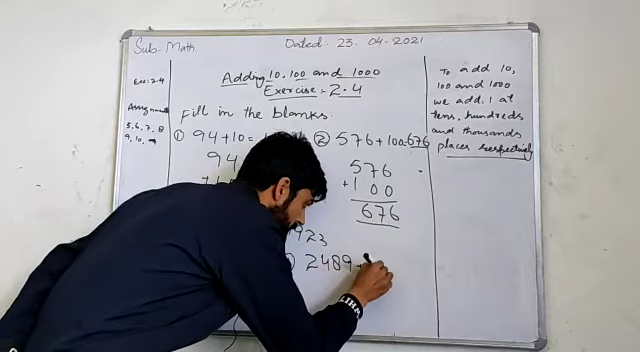 Sub: Math
Dated: 23-04-2021
Exe: 2.4
Assignment
5, 6, 7, 8
9, 10
Adding 10, 100 and 1000
Exercise: 2.4
Fill in the blanks.
① 94+10=
94
② 576+100=676
576
+100
676
923
2489
To add 10,
100 and 1000
we add 1 at
tens, hundreds
and thousands
places respectively